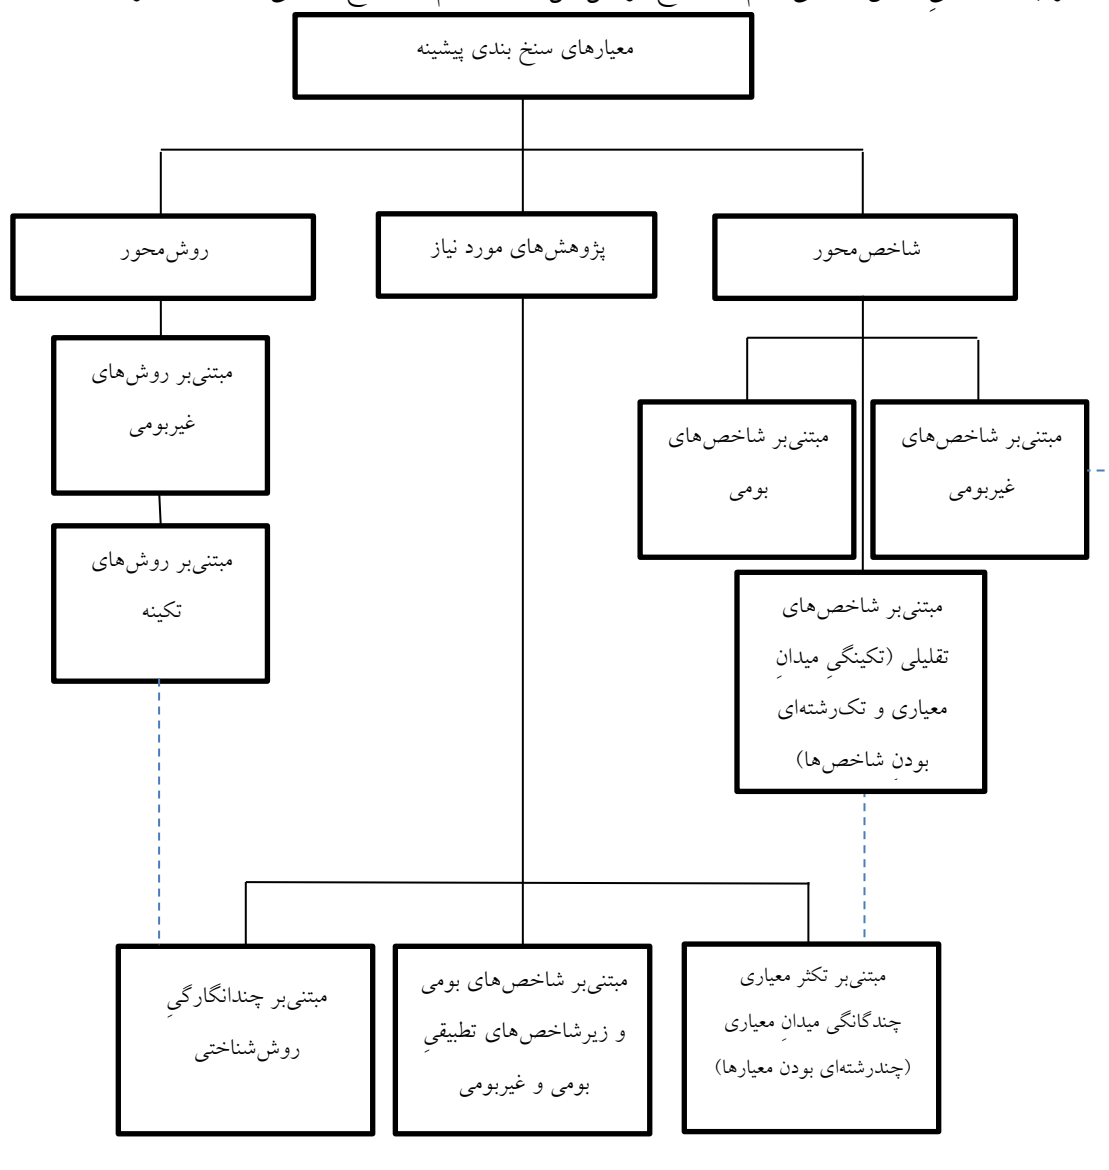 معیارهای سنخ بندی پیشینه
شاخص‌محور
پژوهش‌های مورد نیاز
روش‌محور
مبتنی‌بر شاخص‌های
غیربومی
مبتنی‌بر شاخص‌های
بومی
مبتنی‌بر شاخص‌های
تقلیلی (تکینگیِ میدانِ
معیاری و تک‌رشته‌ای
بودنِ شاخص‌ها)
مبتنی‌بر روش‌های
غیربومی
مبتنی‌بر روش‌های
تکینه
مبتنی‌بر تکثر معیاری
چندگانگی میدانِ معیاری
(چندرشته‌ای بودن معیارها)
مبتنی‌بر شاخص‌های بومی
و زیرشاخص‌های تطبیقیِ
بومی و غیربومی
مبتنی‌بر چندانگارگیِ
روش‌شناختی